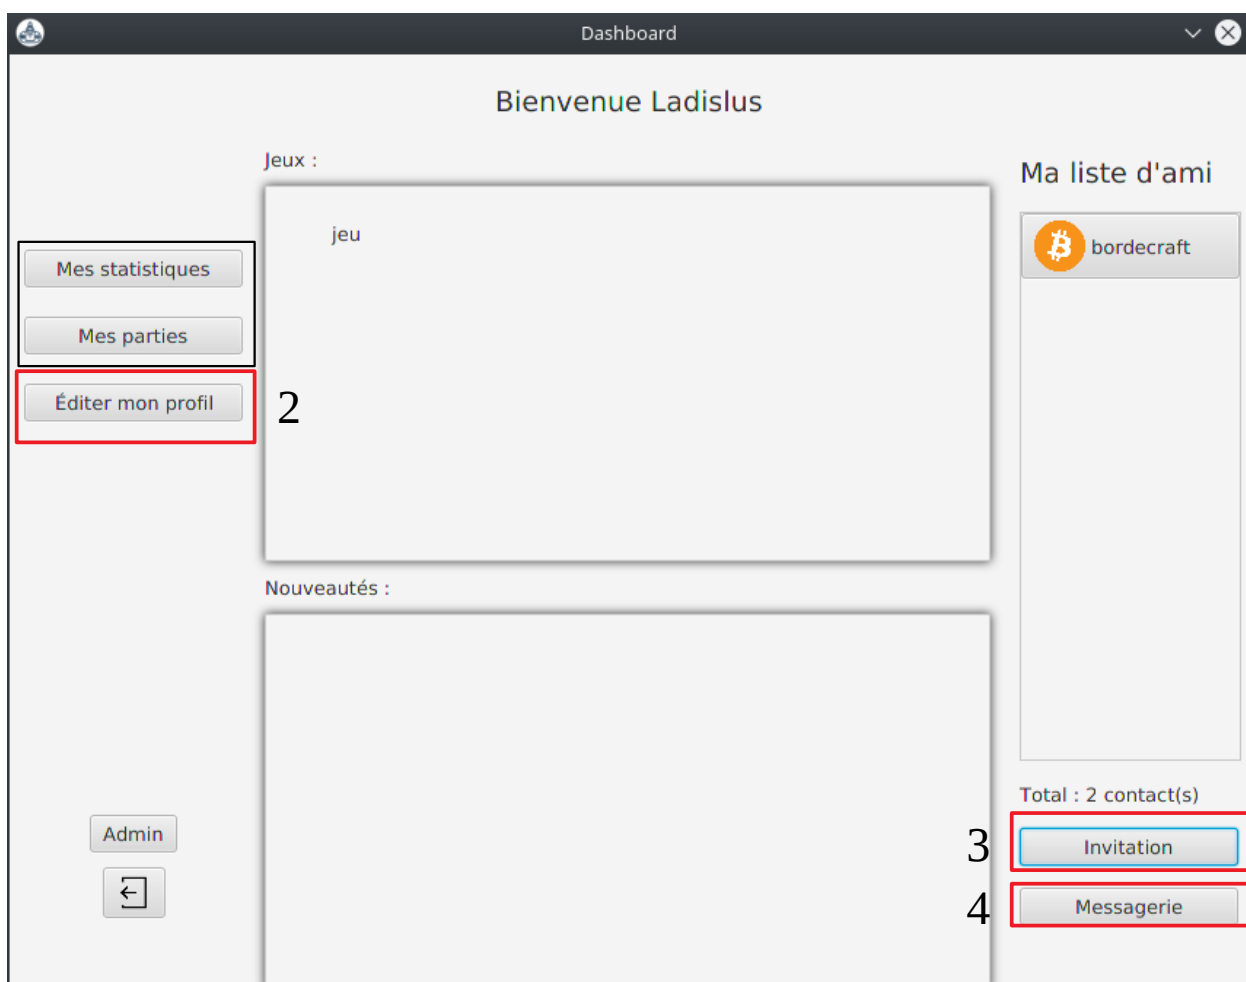 Dashboard
Bienvenue Ladislus
Jeux :
jeu
Mes statistiques
Mes parties
Éditer mon profil
2
Nouveautés :
Admin
Ma liste d'ami
bordecraft
Total : 2 contact(s)
3
Invitation
4
Messagerie